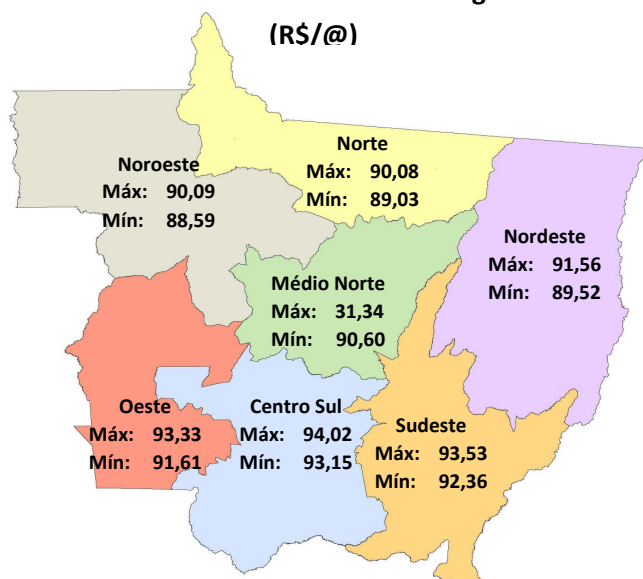 (R$/@)
Norte
Máx: 90,08
Mín: 89,03
Noroeste
Máx: 90,09
Mín: 88,59
Nordeste
Máx: 91,56
Mín: 89,52
Médio Norte
Máx: 31,34
Mín: 90,60
Oeste
Máx: 93,33
Mín: 91,61
Centro Sul
Máx: 94,02
Mín: 93,15
Sudeste
Máx: 93,53
Mín: 92,36